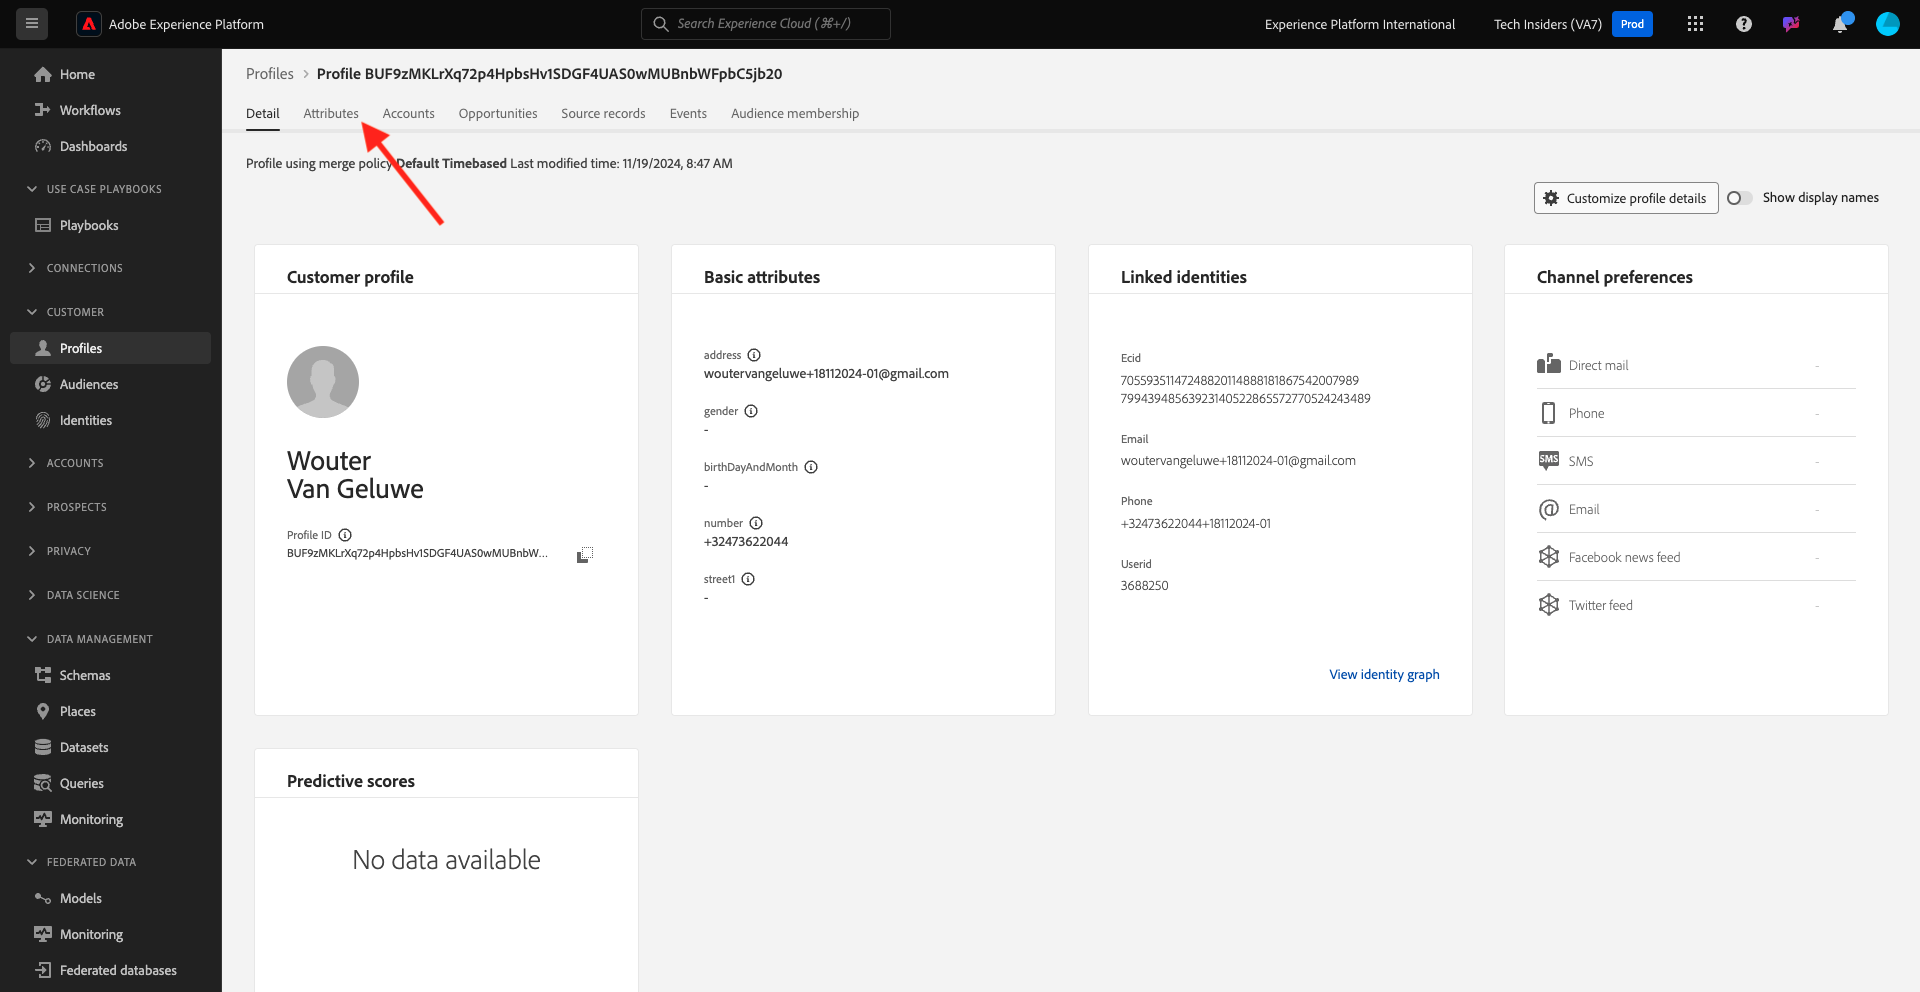 Adobe Experience Platform
Search Experience Cloud (⌘+/)
Experience Platform International
Tech Insiders (VA7)
Prod
Home
Workflows
Dashboards
USE CASE PLAYBOOKS
Playbooks
CONNECTIONS
CUSTOMER
Profiles
Audiences
Identities
ACCOUNTS
PROSPECTS
PRIVACY
DATA SCIENCE
DATA MANAGEMENT
Schemas
Places
Datasets
Queries
Monitoring
FEDERATED DATA
Models
Monitoring
Federated databases
Profiles > Profile BUF9zMKLrXq72p4HpbsHv1SDGF4UAS0wMUBnbWFpbC5jb20
Detail
Attributes
Accounts
Opportunities
Source records
Events
Audience membership
Profile using merge policy Default Timebased Last modified time: 11/19/2024, 8:47 AM
Customize profile details
Show display names
Customer profile
Wouter
Van Geluwe
Profile ID
BUF9zMKLrXq72p4HpbsHv1SDGF4UAS0wMUBnbW...
Basic attributes
address
woutervangeluwe+18112024-01@gmail.com
gender
-
birthDayAndMonth
-
number
+32473622044
street1
-
Linked identities
Ecid
70559351147248820114888181867542007989
79943948563923140522865572770524243489
Email
woutervangeluwe+18112024-01@gmail.com
Phone
+32473622044+18112024-01
Userid
3688250
View identity graph
Channel preferences
Direct mail -
Phone -
SMS SMS -
Email -
Facebook news feed -
Twitter feed -
Predictive scores
No data available